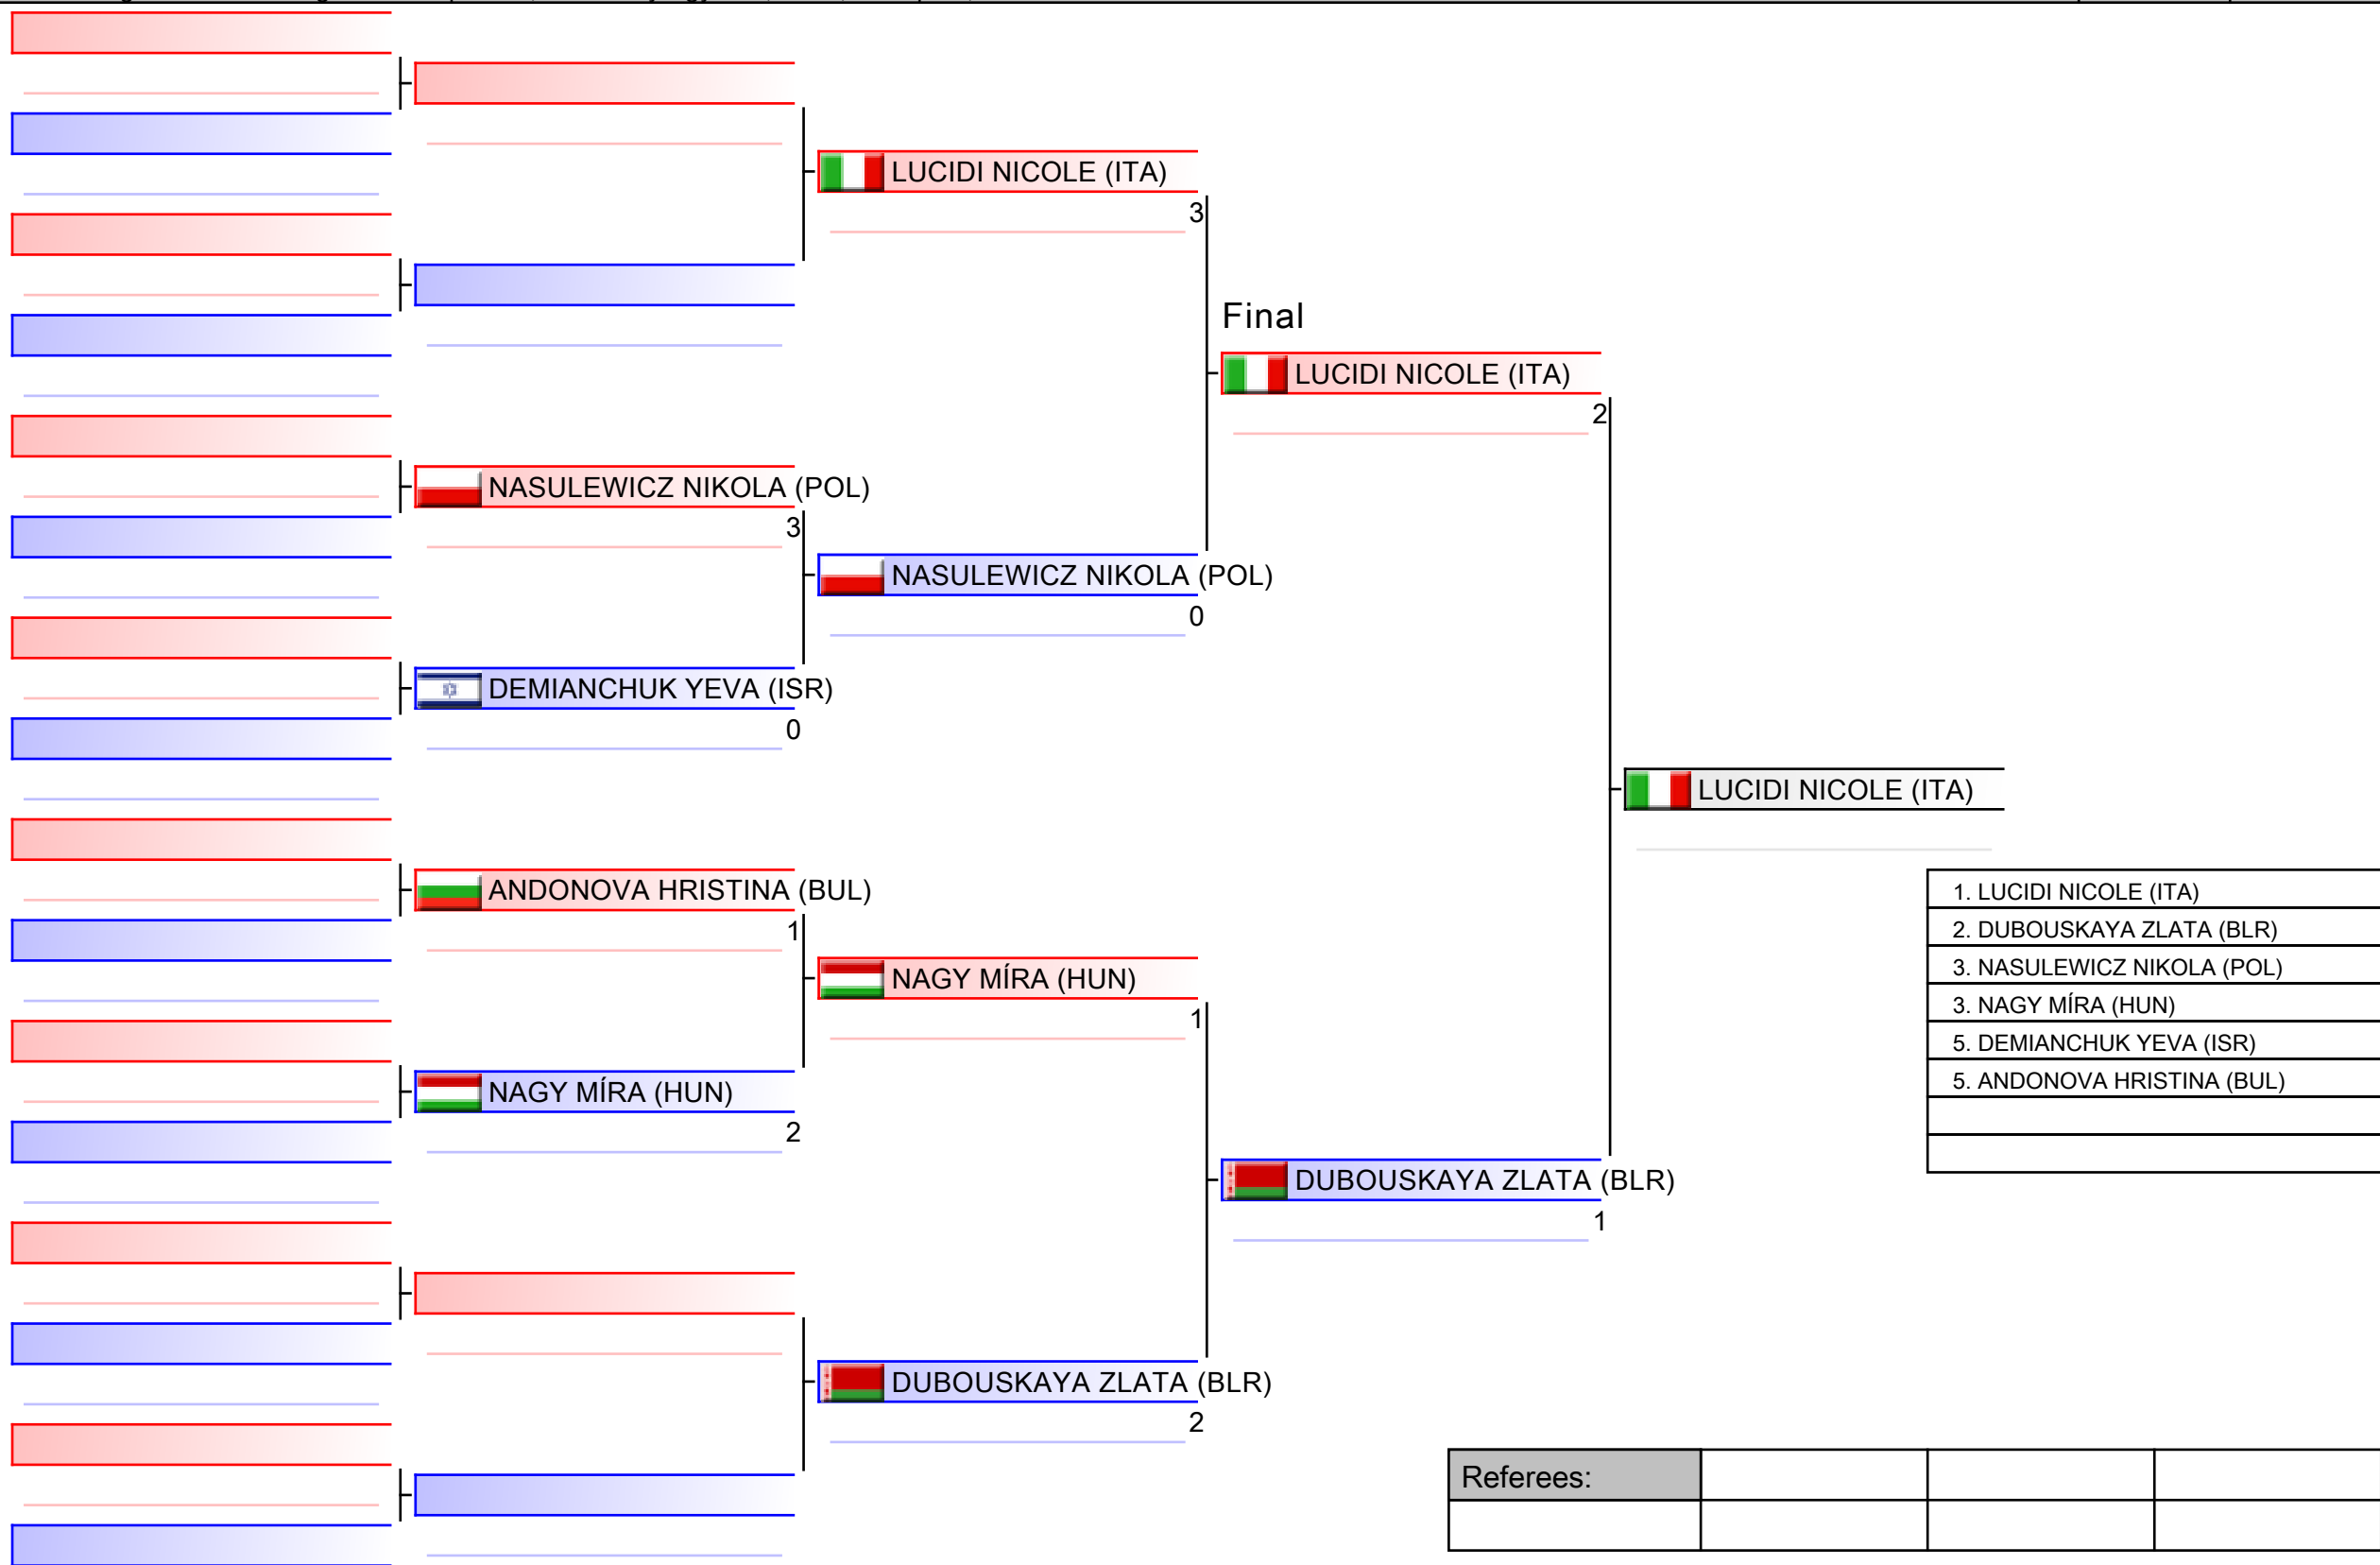 LUCIDI NICOLE (ITA)
3
Final
LUCIDI NICOLE (ITA)
2
NASULEWICZ NIKOLA (POL)
3
NASULEWICZ NIKOLA (POL)
0
DEMIANCHUK YEVA (ISR)
0
LUCIDI NICOLE (ITA)
ANDONOVA HRISTINA (BUL)
1
NAGY MÍRA (HUN)
1
NAGY MÍRA (HUN)
2
DUBOUSKAYA ZLATA (BLR)
1
DUBOUSKAYA ZLATA (BLR)
2
1. LUCIDI NICOLE (ITA)
2. DUBOUSKAYA ZLATA (BLR)
3. NASULEWICZ NIKOLA (POL)
3. NAGY MÍRA (HUN)
5. DEMIANCHUK YEVA (ISR)
5. ANDONOVA HRISTINA (BUL)
Referees: